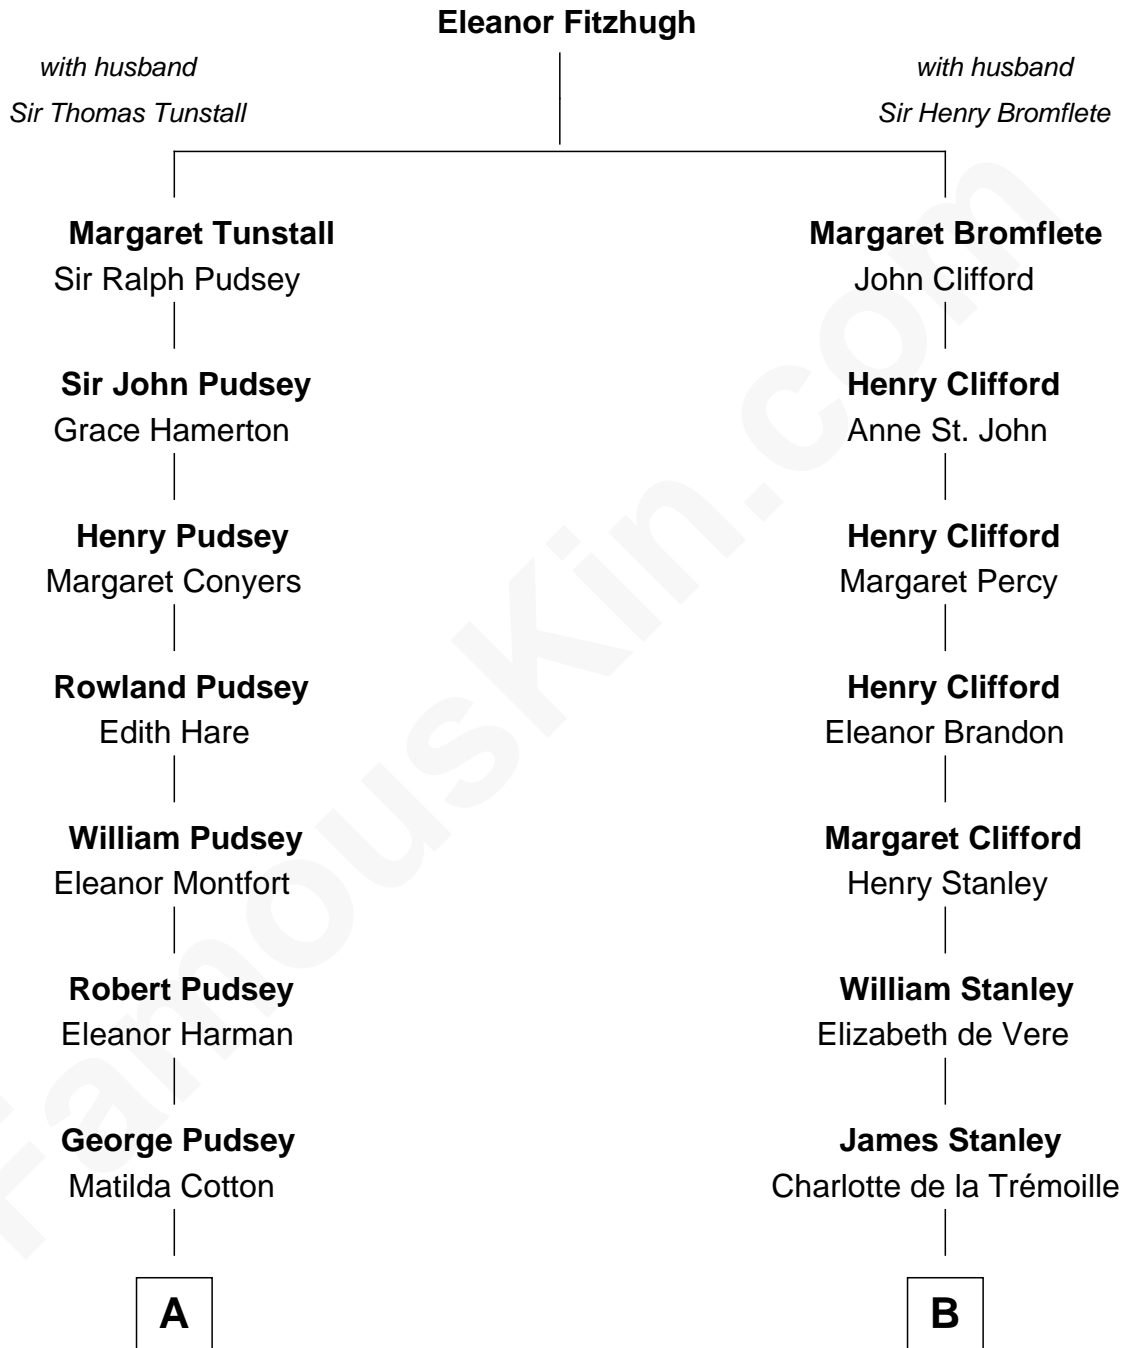 Eleanor Fitzhugh
with husband
Sir Thomas Tunstall
with husband
Sir Henry Bromflete
Margaret Tunstall
Sir Ralph Pudsey
Margaret Bromflete
John Clifford
Sir John Pudsey
Grace Hamerton
Henry Clifford
Anne St. John
Henry Pudsey
Margaret Conyers
Henry Clifford
Margaret Percy
Rowland Pudsey
Edith Hare
Henry Clifford
Eleanor Brandon
William Pudsey
Eleanor Montfort
Margaret Clifford
Henry Stanley
Robert Pudsey
Eleanor Harman
William Stanley
Elizabeth de Vere
George Pudsey
Matilda Cotton
James Stanley
Charlotte de la Trémoille
A
B
FamousKin.com